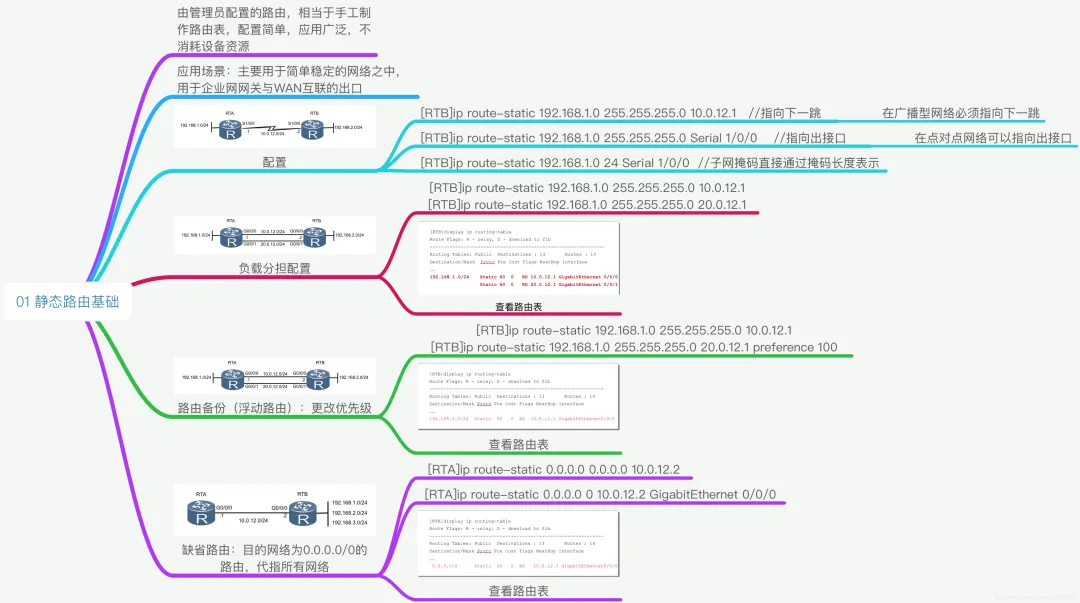 01 静态路由基础
由管理员配置的路由，相当于手工制
作路由表，配置简单，应用广泛，不
消耗设备资源
应用场景：主要用于简单稳定的网络之中，
用于企业网网关与WAN互联的出口
RTA
RTB
192.168.1.0/24
S1/0/0
S1/0/0
192.168.2.0/24
.1
10.0.12.0/24
.2
R
R
配置
[RTB]ip route-static 192.168.1.0 255.255.255.0 10.0.12.1 //指向下一跳
在广播型网络必须指向下一跳
[RTB]ip route-static 192.168.1.0 255.255.255.0 Serial 1/0/0 //指向出接口
在点对点网络可以指向出接口
[RTB]ip route-static 192.168.1.0 24 Serial 1/0/0 //子网掩码直接通过掩码长度表示
RTA
RTB
192.168.1.0/24
G0/0/0
10.0.12.0/24
G0/0/0
192.168.2.0/24
.1
.2
R
R
G0/0/1
20.0.12.0/24
G0/0/1
负载分担配置
[RTB]ip route-static 192.168.1.0 255.255.255.0 10.0.12.1
[RTB]ip route-static 192.168.1.0 255.255.255.0 20.0.12.1
[RTB]display ip routing-table
Route Flags: R - relay, D - download to fib
Routing Tables: Public Destinations : 13 Routes : 14
Destination/Mask Proto Pre Cost Flags NextHop Interface
192.168.1.0/24 Static 60 0 RD 10.0.12.1 GigabitEthernet 0/0/0
Static 60 0 RD 20.0.12.1 GigabitEthernet 0/0/1
查看路由表
RTA
RTB
192.168.1.0/24
G0/0/0
10.0.12.0/24
G0/0/0
192.168.2.0/24
R
R
G0/0/1
20.0.12.0/24
G0/0/1
路由备份（浮动路由）：更改优先级
[RTB]ip route-static 192.168.1.0 255.255.255.0 10.0.12.1
[RTB]ip route-static 192.168.1.0 255.255.255.0 20.0.12.1 preference 100
[RTB]display ip routing-table
Route Flags: R - relay, D - download to fib
Routing Tables: Public Destinations : 13 Routes : 14
Destination/Mask Proto Pre Cost Flags NextHop Interface
192.168.1.0/24 Static 60 0 RD 10.0.12.1 GigabitEthernet0/0/0
查看路由表
RTA
RTB
G0/0/0
G0/0/0
192.168.1.0/24
.1
.2
192.168.2.0/24
R
R
10.0.12.0/24
192.168.3.0/24
缺省路由：目的网络为0.0.0.0/0的
路由，代指所有网络
[RTA]ip route-static 0.0.0.0 0.0.0.0 10.0.12.2
[RTA]ip route-static 0.0.0.0 0 10.0.12.2 GigabitEthernet 0/0/0
[RTA]display ip routing-table
Route Flags: R - relay, D - download to fib
Routing Tables: Public Destinations : 13 Routes : 14
Destination/Mask Proto Pre Cost Flags NextHop Interface
0.0.0.0/0 Static 60 0 RD 10.0.12.2 GigabitEthernet0/0/0
查看路由表